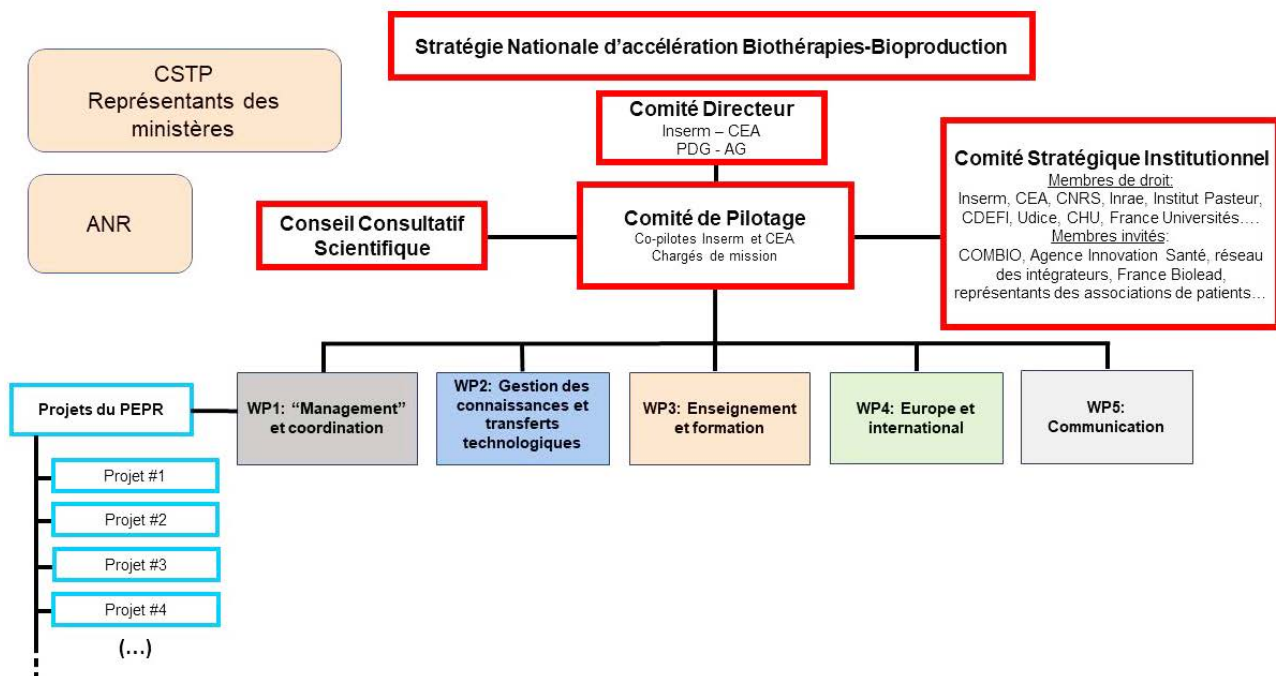 Stratégie Nationale d'accélération Biothérapies-Bioproduction
CSTP
Représentants des
ministères
ANR
Comité Directeur
Inserm – CEA
PDG - AG
Conseil Consultatif
Scientifique
Comité de Pilotage
Co-pilotes Inserm et CEA
Chargés de mission
Comité Stratégique Institutionnel
Membres de droit:
Inserm, CEA, CNRS, Inrae, Institut Pasteur,
CDEFI, Udice, CHU, France Universités….
Membres invités:
COMBIO, Agence Innovation Santé, réseau
des intégrateurs, France Biolead,
représentants des associations de patients…
Projets du PEPR
WP1: “Management”
et coordination
WP2: Gestion des
connaissances et
transferts
technologiques
WP3: Enseignement
et formation
WP4: Europe et
international
WP5:
Communication
Projet #1
Projet #2
Projet #3
Projet #4
(…)